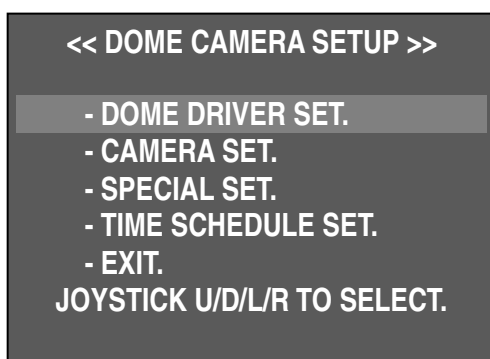 << DOME CAMERA SETUP >>
- DOME DRIVER SET.
- CAMERA SET.
- SPECIAL SET.
- TIME SCHEDULE SET.
- EXIT.
JOYSTICK U/D/L/R TO SELECT.